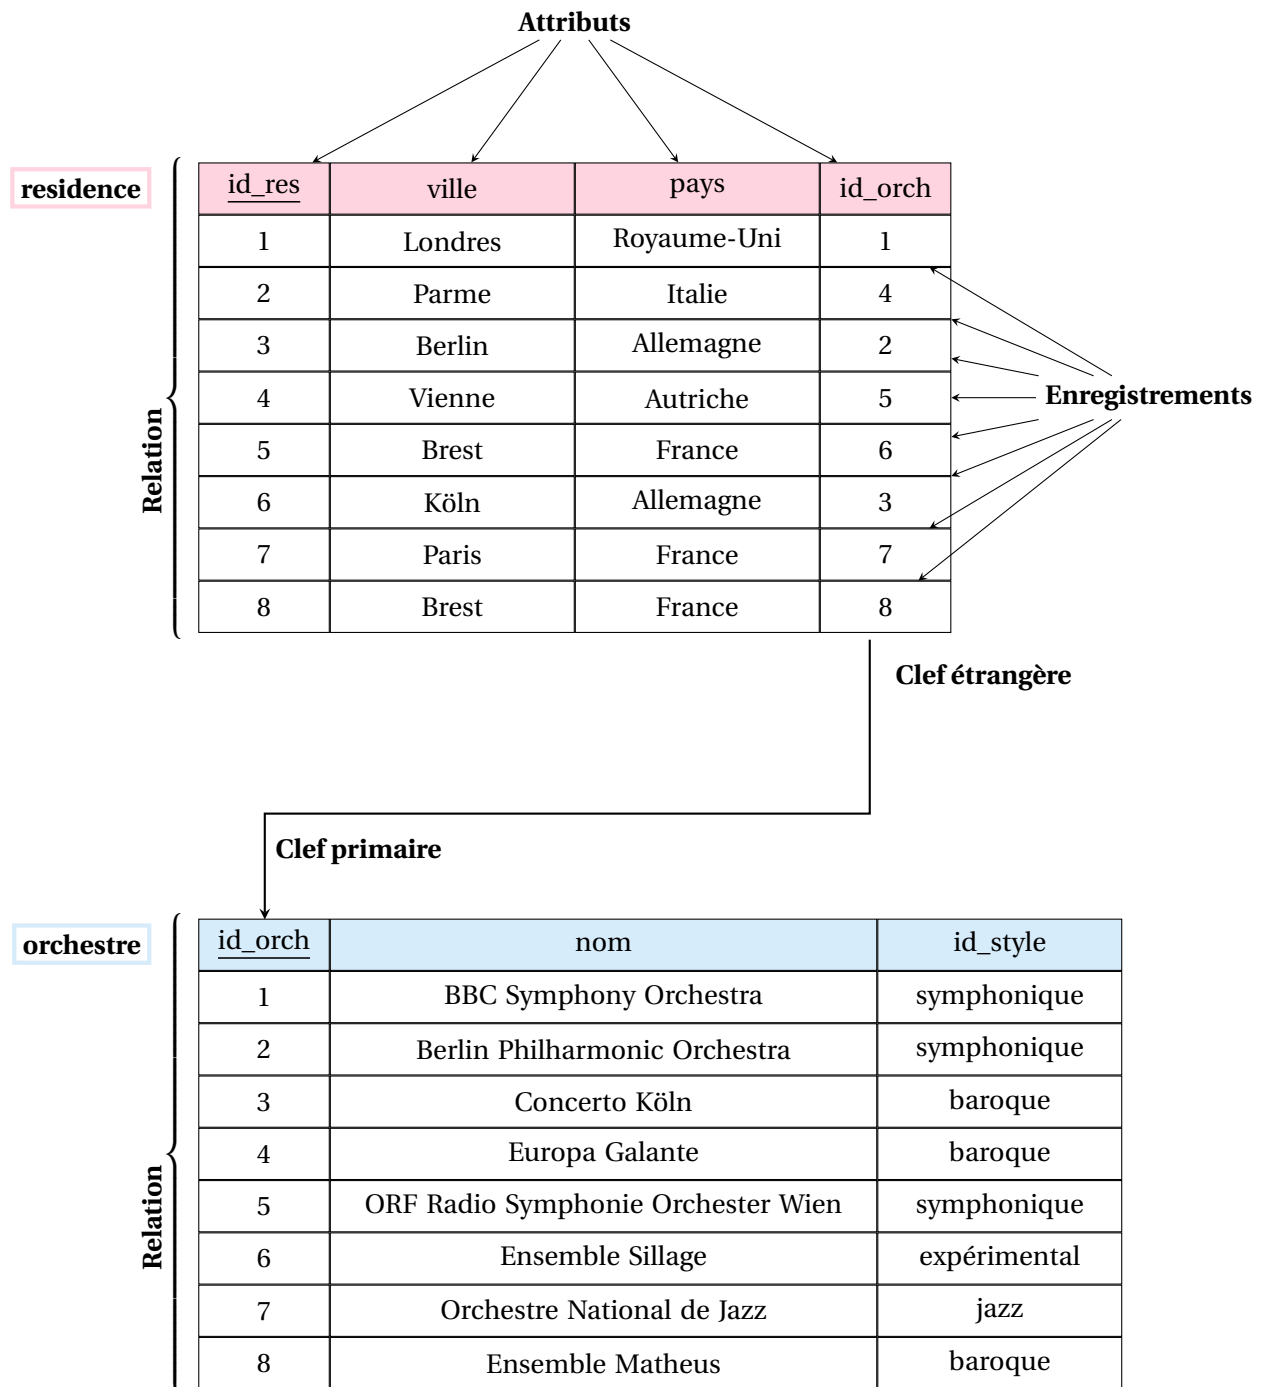 Attributs
residence
id_res ville pays id_orch
1 Londres Royaume-Uni 1
2 Parme Italie 4
3 Berlin Allemagne 2
4 Vienne Autriche 5
Enregistrements
5 Brest France 6
6 Köln Allemagne 3
7 Paris France 7
8 Brest France 8
Relation
Clef étrangère
Clef primaire
orchestre
id_orch nom id_style
1 BBC Symphony Orchestra symphonique
2 Berlin Philharmonic Orchestra symphonique
3 Concerto Köln baroque
4 Europa Galante baroque
5 ORF Radio Symphonie Orchester Wien symphonique
6 Ensemble Sillage expérimental
7 Orchestre National de Jazz jazz
8 Ensemble Matheus baroque
Relation